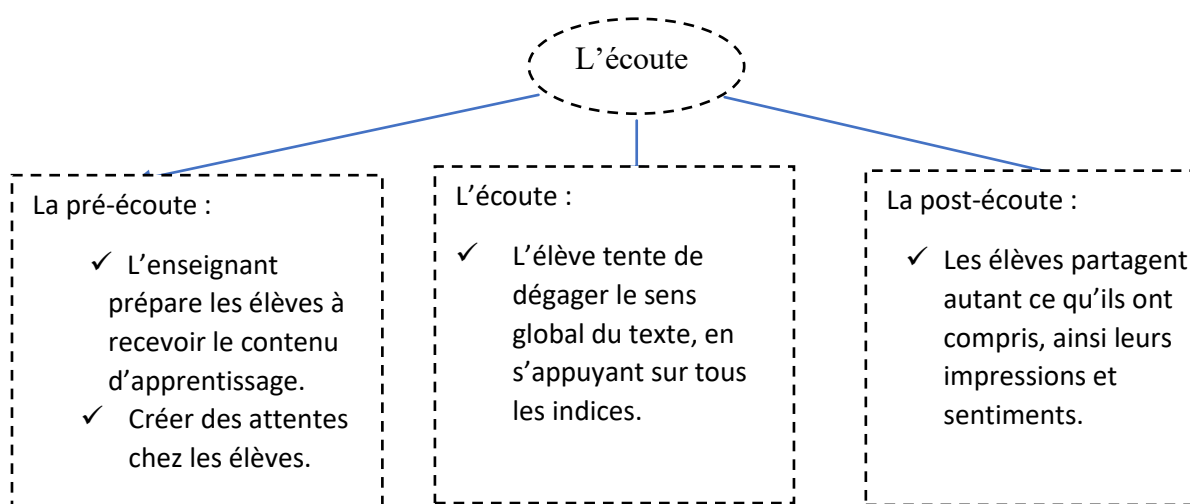 L’écoute
La pré-écoute :
✓ L’enseignant
prépare les élèves à
recevoir le contenu
d’apprentissage.
✓ Créer des attentes
chez les élèves.
L’écoute :
✓ L’élève tente de
dégager le sens
global du texte, en
s’appuyant sur tous
les indices.
La post-écoute :
✓ Les élèves partagent
autant ce qu’ils ont
compris, ainsi leurs
impressions et
sentiments.